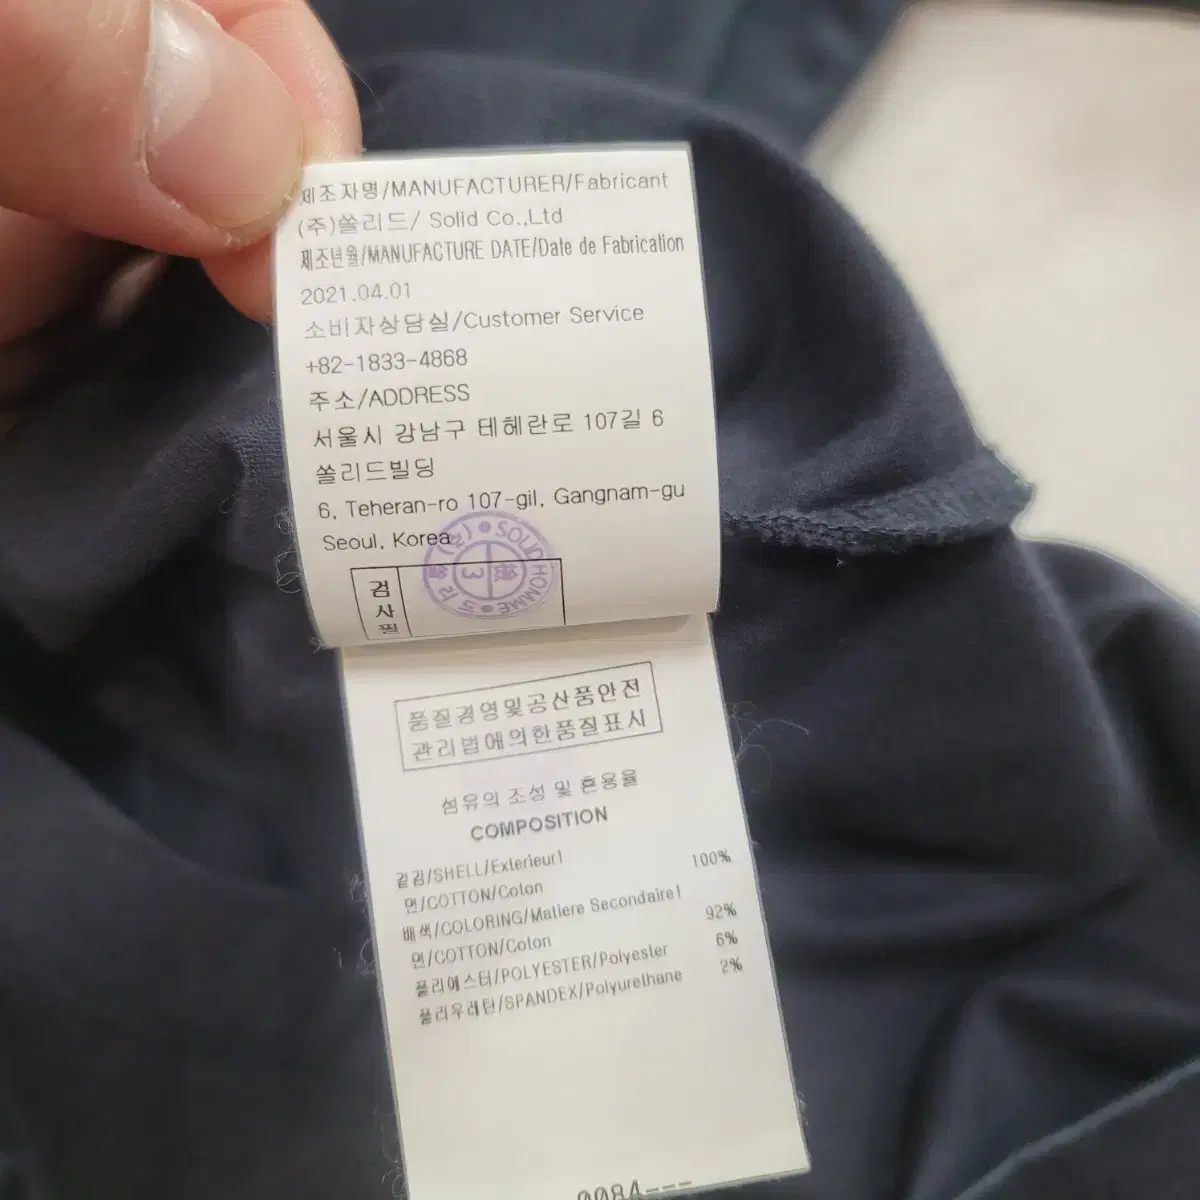 제조자명/MANUFACTURER/Fabricant
(주)쏠리드/ Solid Co.,Ltd
제조년월/MANUFACTURE DATE/Date de Fabrication
2021.04.01
소비자상담실/Customer Service
+82-1833-4868
주소/ADDRESS
서울시 강남구 테헤란로 107길 6
쏠리드빌딩
6, Teheran-ro 107-gil, Gangnam-gu
Seoul, Korea
검사필
(주)쏠리드 SOLID HOMME
檢 3
품질경영및공산품안전
관리법에의한품질표시
섬유의 조성 및 혼용율
COMPOSITION
겉감/SHELL/Exterieur1
면/COTTON/Coton 100%
배색/COLORING/Matiere Secondaire1
면/COTTON/Coton 92%
폴리에스터/POLYESTER/Polyester 6%
폴리우레탄/SPANDEX/Polyurethane 2%